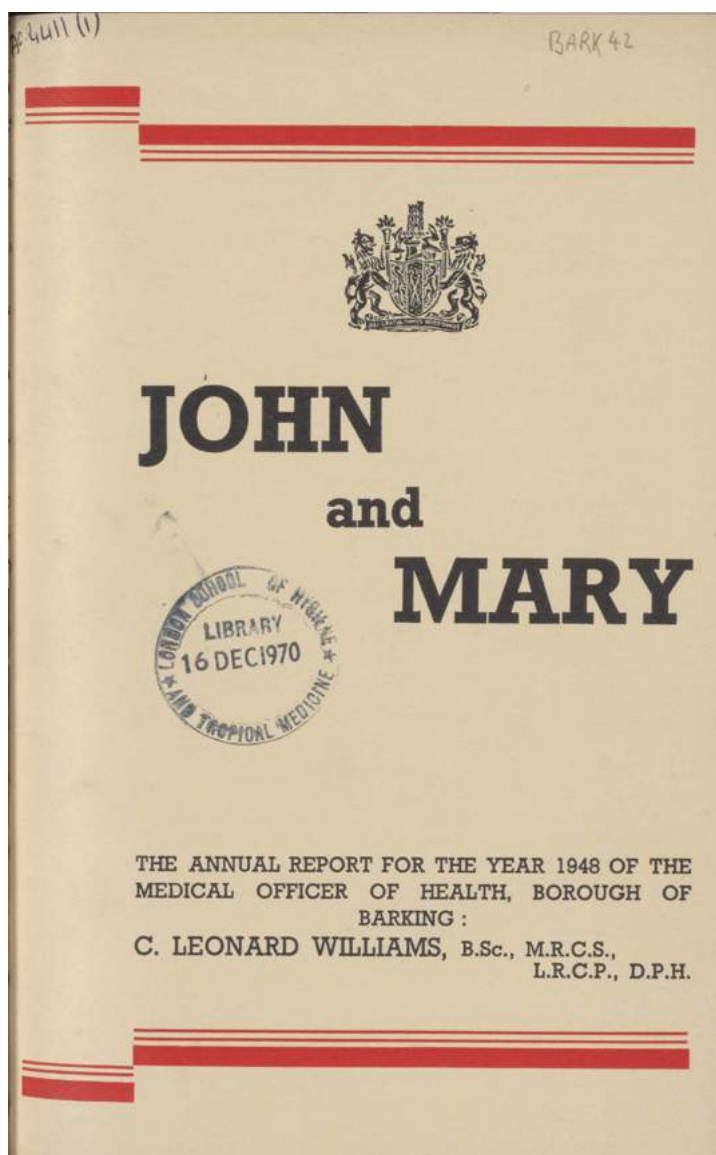 Ac. 4411 (1)
BARK 42
JOHN
and
MARY
LONDON SCHOOL OF HYGIENE
AND TROPICAL MEDICINE
LIBRARY
16 DEC 1970
THE ANNUAL REPORT FOR THE YEAR 1948 OF THE
MEDICAL OFFICER OF HEALTH, BOROUGH OF
BARKING :
C. LEONARD WILLIAMS, B.Sc., M.R.C.S.,
L.R.C.P., D.P.H.